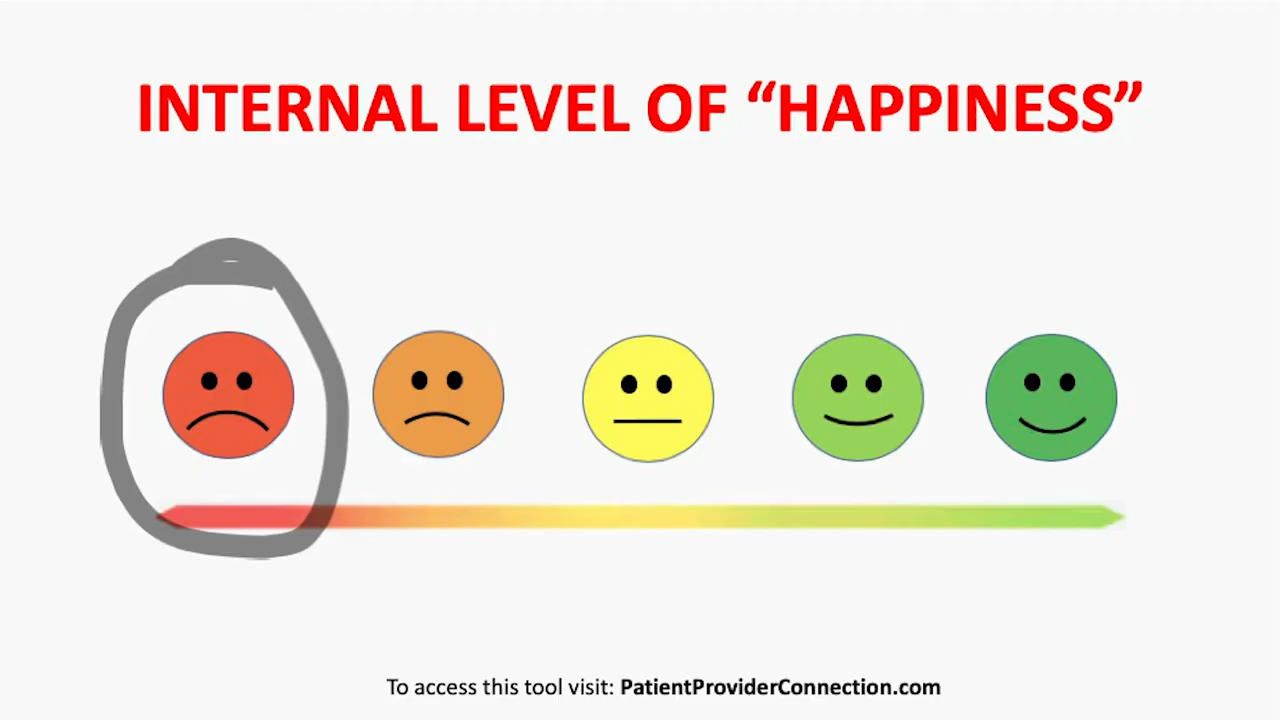 INTERNAL LEVEL OF “HAPPINESS”
To access this tool visit: PatientProviderConnection.com